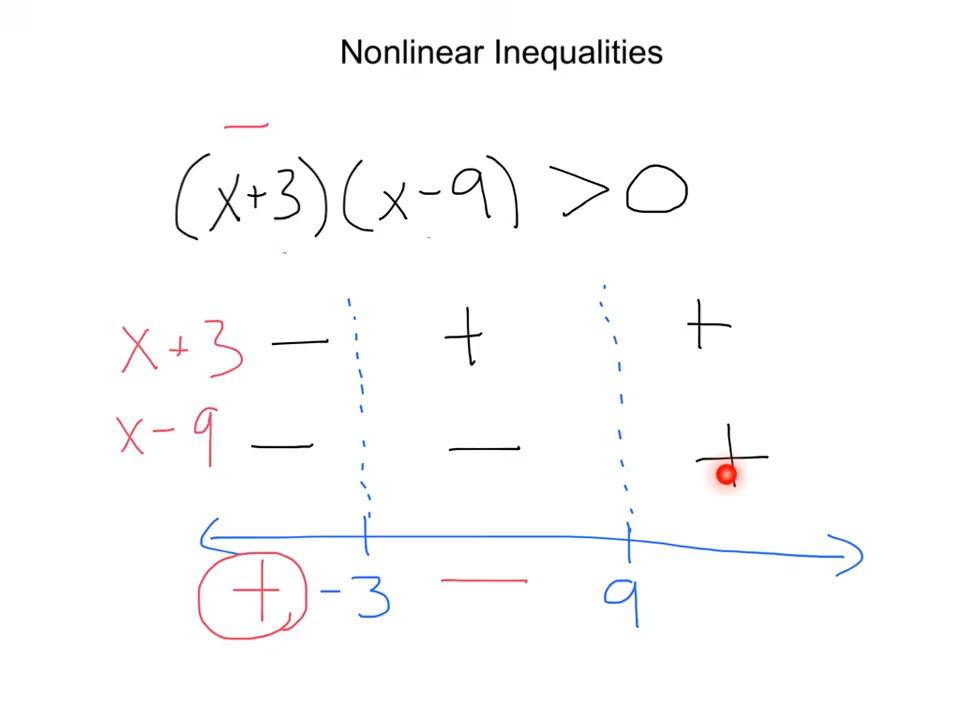 Nonlinear Inequalities
−
(x+3)(x−9) > 0
x+3 − + +
x−9 − − +
+ −3 − 9